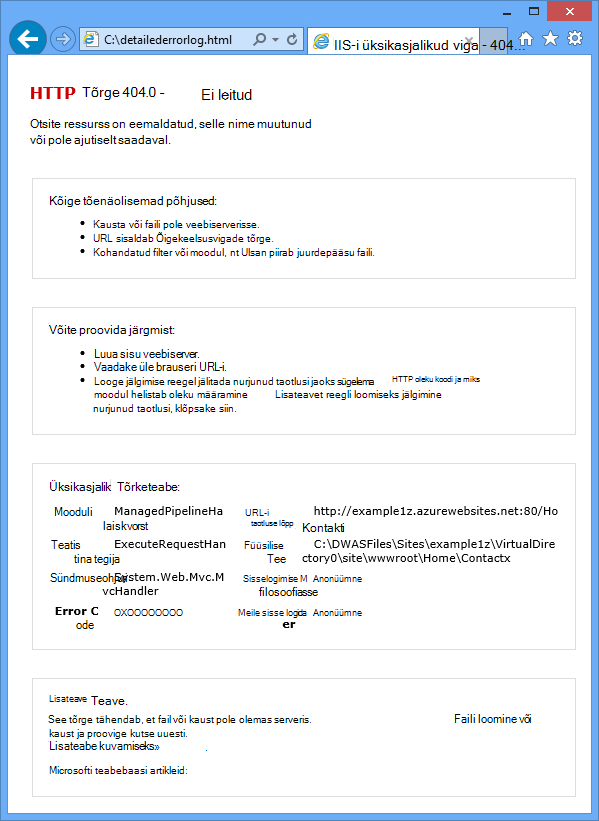 C:\detailederrorlog.html
IIS-i üksikasjalikud viga - 404...
HTTP Tõrge 404.0 - Ei leitud
Otsite ressurss on eemaldatud, selle nime muutunud
või pole ajutiselt saadaval.
Kõige tõenäolisemad põhjused:
Kausta või faili pole veebiserverisse.
URL sisaldab Õigekeelsusvigade tõrge.
Kohandatud filter või moodul, nt Ulsan piirab juurdepääsu faili.
Võite proovida järgmist:
Luua sisu veebiserver.
Vaadake üle brauseri URL-i.
Looge jälgimise reegel jälitada nurjunud taotlusi jaoks sügelema HTTP oleku koodi ja miks
moodul helistab oleku määramine Lisateavet reegli loomiseks jälgimine
nurjunud taotlusi, klõpsake siin.
Üksikasjalik Tõrketeabe:
Mooduli ManagedPipelineHa URL-i http://example1z.azurewebsites.net:80/Ho
laiskvorst taotluse lõpp Kontakti
Teatis ExecuteRequestHan Füüsilise C:\DWASFiles\Sites\example1z\VirtualDire
tina tegija Tee ctory0\site\wwwroot\Home\Contactx
Sündmuseohjur System.Web.Mvc.M Sisselogimise M Anonüümne
vcHandler filosoofiasse
Error C 0X00000000 Meile sisse logida Anonüümne
ode er
Lisateave Teave.
See tõrge tähendab, et fail või kaust pole olemas serveris. Faili loomine või
kaust ja proovige kutse uuesti.
Lisateabe kuvamiseks» .
Microsofti teabebaasi artikleid: